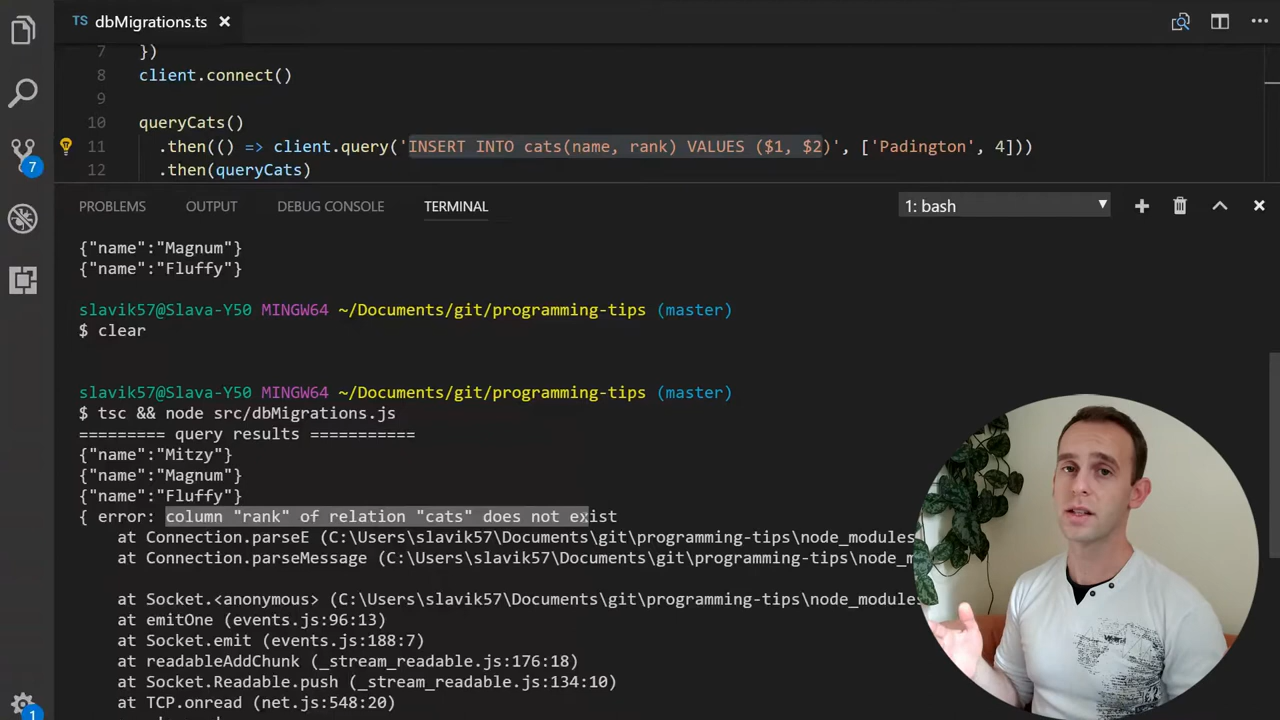 TS dbMigrations.ts ×
7 })
8 client.connect()
9
10 queryCats()
11 .then(() => client.query('INSERT INTO cats(name, rank) VALUES ($1, $2)', ['Padington', 4]))
12 .then(queryCats)
7
PROBLEMS OUTPUT DEBUG CONSOLE TERMINAL 1: bash
{"name":"Magnum"}
{"name":"Fluffy"}
slavik57@Slava-Y50 MINGW64 ~/Documents/git/programming-tips (master)
$ clear
slavik57@Slava-Y50 MINGW64 ~/Documents/git/programming-tips (master)
$ tsc && node src/dbMigrations.js
========= query results ===========
{"name":"Mitzy"}
{"name":"Magnum"}
{"name":"Fluffy"}
{ error: column "rank" of relation "cats" does not exist
at Connection.parseE (C:\Users\slavik57\Documents\git\programming-tips\node_modules
at Connection.parseMessage (C:\Users\slavik57\Documents\git\programming-tips\node_m
at Socket.<anonymous> (C:\Users\slavik57\Documents\git\programming-tips\node_modules
at emitOne (events.js:96:13)
at Socket.emit (events.js:188:7)
at readableAddChunk (_stream_readable.js:176:18)
at Socket.Readable.push (_stream_readable.js:134:10)
at TCP.onread (net.js:548:20)
1